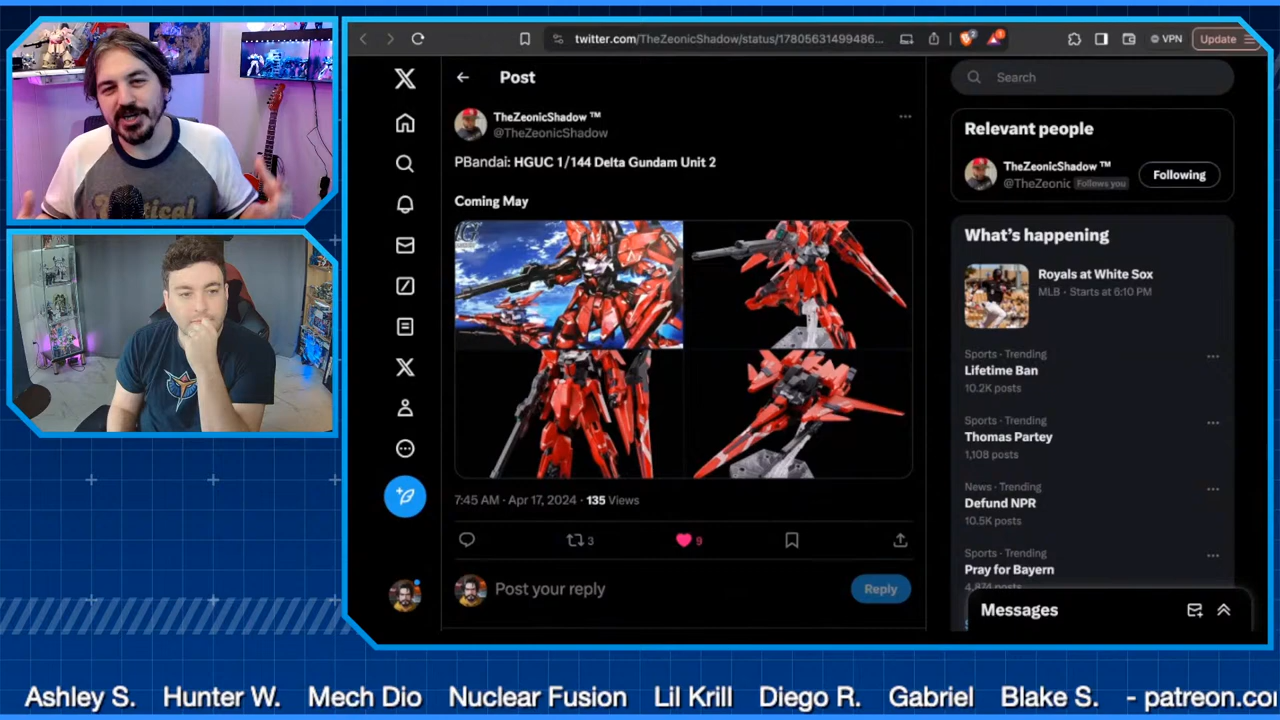 twitter.com/TheZeonicShadow/status/17805631499486...
VPN
Update
Post
Search
TheZeonicShadow ™
@TheZeonicShadow
PBandai: HGUC 1/144 Delta Gundam Unit 2
Coming May
7:45 AM · Apr 17, 2024 · 135 Views
3
9
Post your reply
Reply
Relevant people
TheZeonicShadow ™
@TheZeonic Follows you
Following
What's happening
Royals at White Sox
MLB · Starts at 6:10 PM
Sports · Trending
Lifetime Ban
10.2K posts
Sports · Trending
Thomas Partey
1,108 posts
News · Trending
Defund NPR
10.5K posts
Sports · Trending
Pray for Bayern
4,874 posts
Messages
Ashley S. Hunter W. Mech Dio Nuclear Fusion Lil Krill Diego R. Gabriel Blake S. - patreon.co